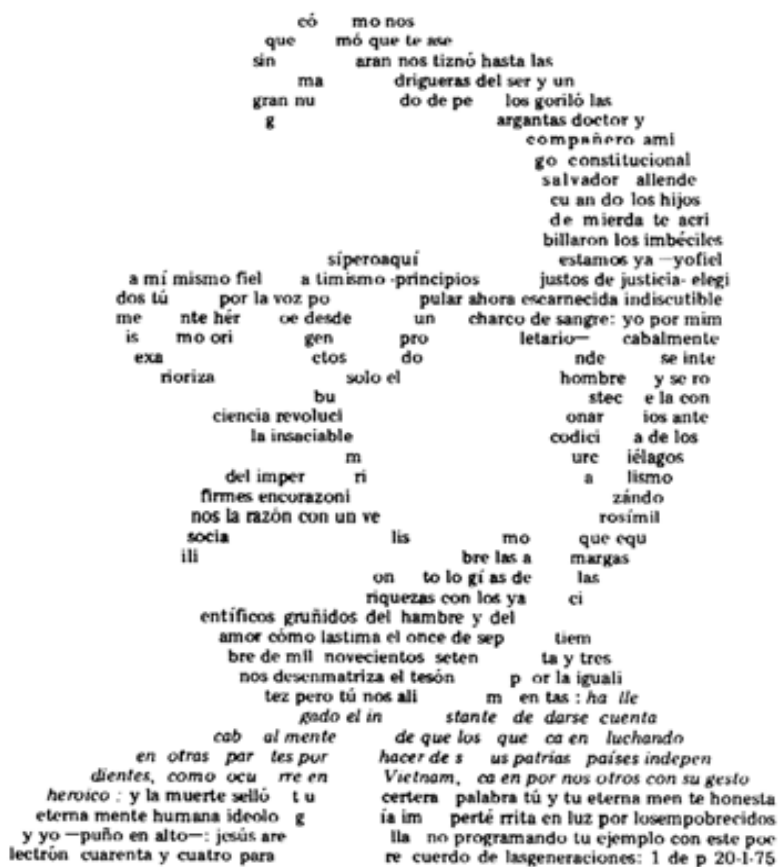 có mo nos
que mó que te ase
sin aran nos tiznó hasta las
ma drigueras del ser y un
gran nu do de pe los goriló las
g argantas doctor y
compañero ami
go constitucional
salvador allende
cu an do los hijos
de mierda te acri
billaron los imbéciles
síperoaquí estamos ya —yofiel
a mí mismo fiel a timismo -principios justos de justicia- elegi
dos tú por la voz po pular ahora escarnecida indiscutible
me nte hér oe desde un charco de sangre: yo por mim
is mo ori gen pro letario— cabalmente
exa ctos do nde se inte
rioriza solo el hombre y se ro
bu stec e la con
ciencia revoluci onar ios ante
la insaciable codici a de los
m urc iélagos
del imper ri a lismo
firmes encorazoni zándo
nos la razón con un ve rosímil
socia lis mo que equ
ili bre las a margas
on to lo gí as de las
riquezas con los ya ci
entíficos gruñidos del hambre y del
amor cómo lastima el once de sep tiem
bre de mil novecientos seten ta y tres
nos desenmatriza el tesón p or la iguali
tez pero tú nos ali m en tas : ha lle
gado el in stante de darse cuenta
cab al mente de que los que ca en luchando
en otras par tes por hacer de s us patrias países indepen
dientes, como ocu rre en Vietnam, ca en por nos otros con su gesto
heroico : y la muerte selló t u certera palabra tú y tu eterna men te honesta
eterna mente humana ideolo g ía im perté rrita en luz por losempobrecidos
y yo —puño en alto—: jesús are lla no programando tu ejemplo con este poe
lectrón cuarenta y cuatro para re cuerdo de lasgeneraciones: 1 de p 20-1-75